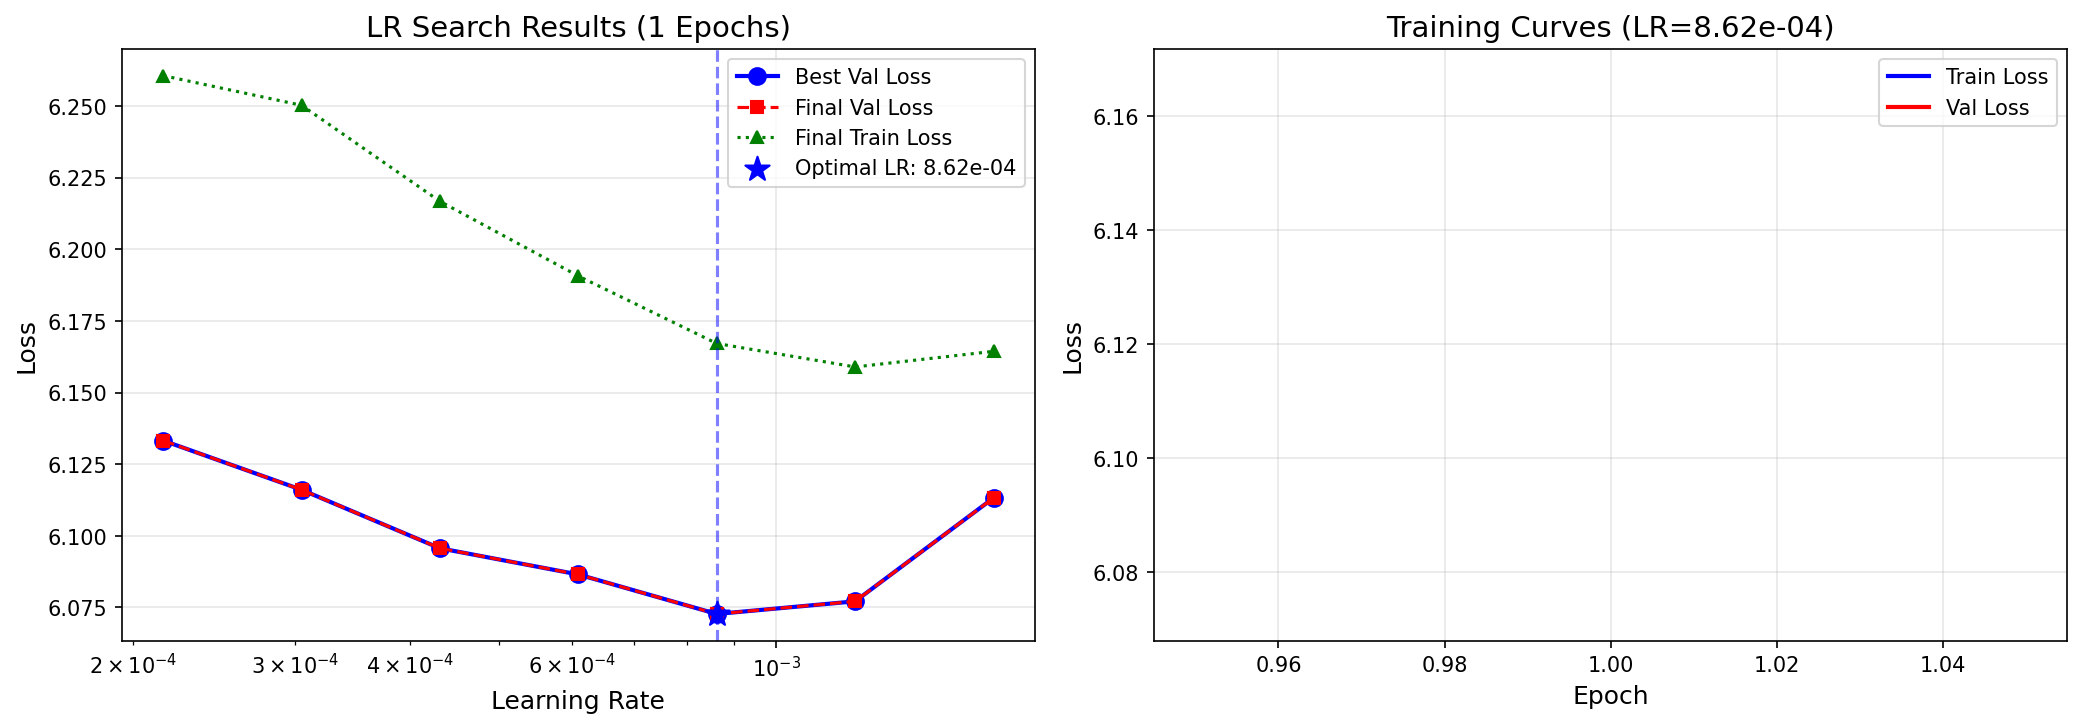 LR Search Results (1 Epochs)
Loss
6.250
6.225
6.200
6.175
6.150
6.125
6.100
6.075
Best Val Loss
Final Val Loss
Final Train Loss
Optimal LR: 8.62e-04
2 × 10⁻⁴
3 × 10⁻⁴
4 × 10⁻⁴
6 × 10⁻⁴
10⁻³
Learning Rate
Training Curves (LR=8.62e-04)
Loss
6.16
6.14
6.12
6.10
6.08
Train Loss
Val Loss
0.96
0.98
1.00
1.02
1.04
Epoch